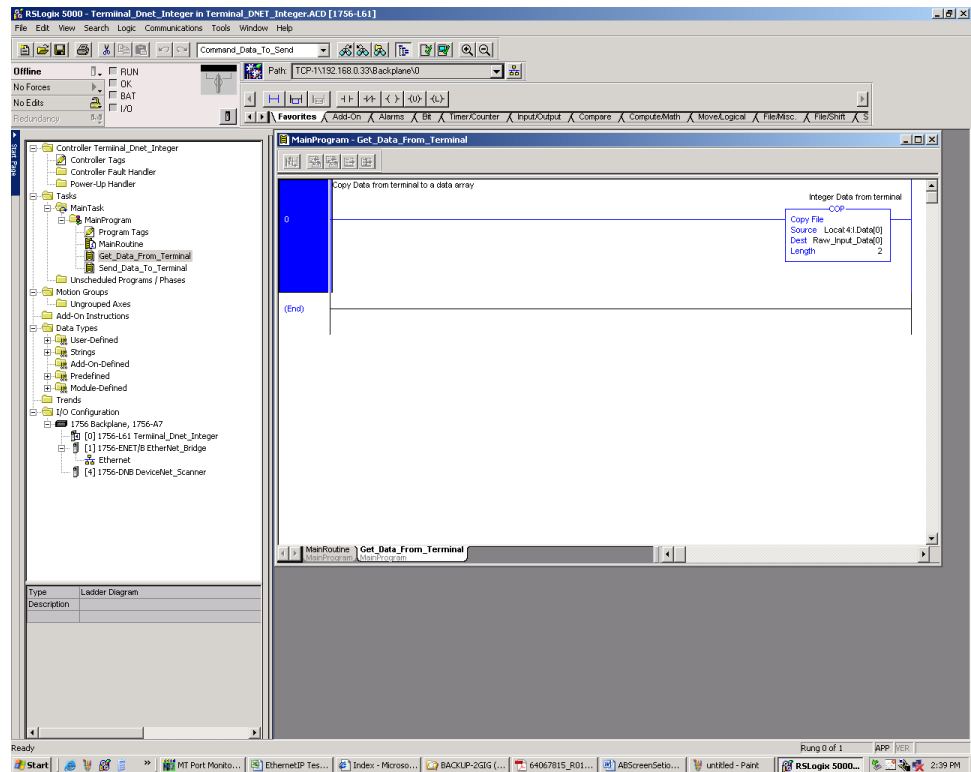 RSLogix 5000 - Termiinal_Dnet_Integer in Terminal_DNET_Integer.ACD [1756-L61]
File Edit View Search Logic Communications Tools Window Help
Command_Data_To_Send
Offline
RUN
Path: TCP-1\192.168.0.33\Backplane\0
No Forces
OK
No Edits
BAT
I/O
Redundancy
Favorites Add-On Alarms Bit Timer/Counter Input/Output Compare Compute/Math Move/Logical File/Misc. File/Shift S
Start Page
Controller Terminal_Dnet_Integer
Controller Tags
Controller Fault Handler
Power-Up Handler
Tasks
MainTask
MainProgram
Program Tags
MainRoutine
Get_Data_From_Terminal
Send_Data_To_Terminal
Unscheduled Programs / Phases
Motion Groups
Ungrouped Axes
Add-On Instructions
Data Types
User-Defined
Strings
Add-On-Defined
Predefined
Module-Defined
Trends
I/O Configuration
1756 Backplane, 1756-A7
[0] 1756-L61 Termiinal_Dnet_Integer
[1] 1756-ENET/B EtherNet_Bridge
Ethernet
[4] 1756-DNB DeviceNet_Scanner
Type Ladder Diagram
Description
MainProgram - Get_Data_From_Terminal
Copy Data from terminal to a data array
0
Integer Data from terminal
COP
Copy File
Source Local:4:I.Data[0]
Dest Raw_Input_Data[0]
Length 2
(End)
MainRoutine Get_Data_From_Terminal
MainProgram MainProgram
Ready
Rung 0 of 1 APP VER
Start » MT Port Monito... EthernetIP Tes... Index - Microso... BACKUP-2GIG (... 64067815_R01... ABScreenSetio... untitled - Paint RSLogix 5000... 2:39 PM